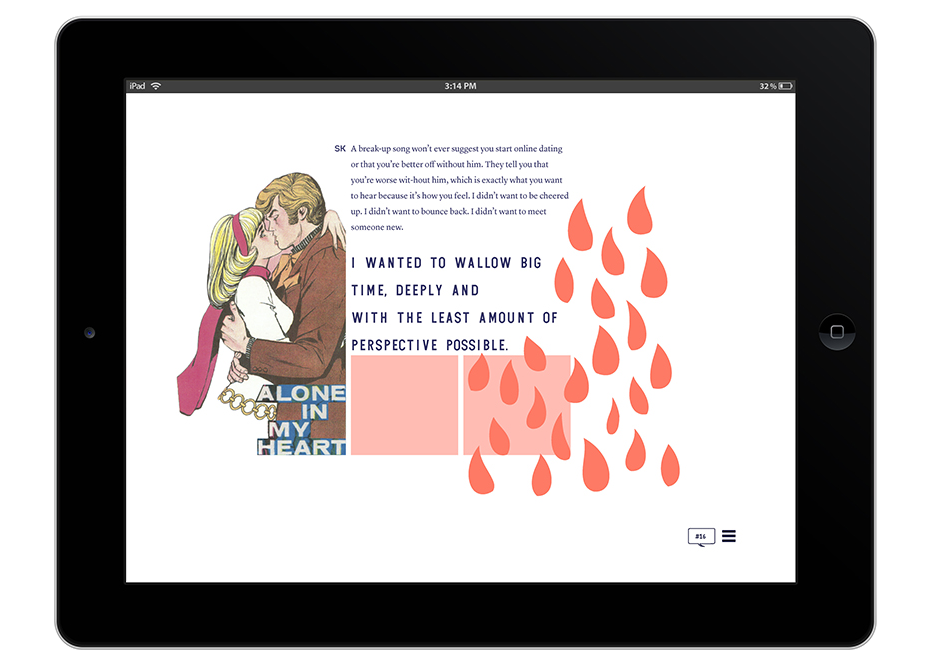 iPad
3:14 PM
32%
SK A break-up song won't ever suggest you start online dating
or that you're better off without him. They tell you that
you're worse wit-hout him, which is exactly what you want
to hear because it's how you feel. I didn't want to be cheered
up. I didn't want to bounce back. I didn't want to meet
someone new.
I WANTED TO WALLOW BIG
TIME, DEEPLY AND
WITH THE LEAST AMOUNT OF
PERSPECTIVE POSSIBLE.
ALONE
IN
MY
HEART
#16